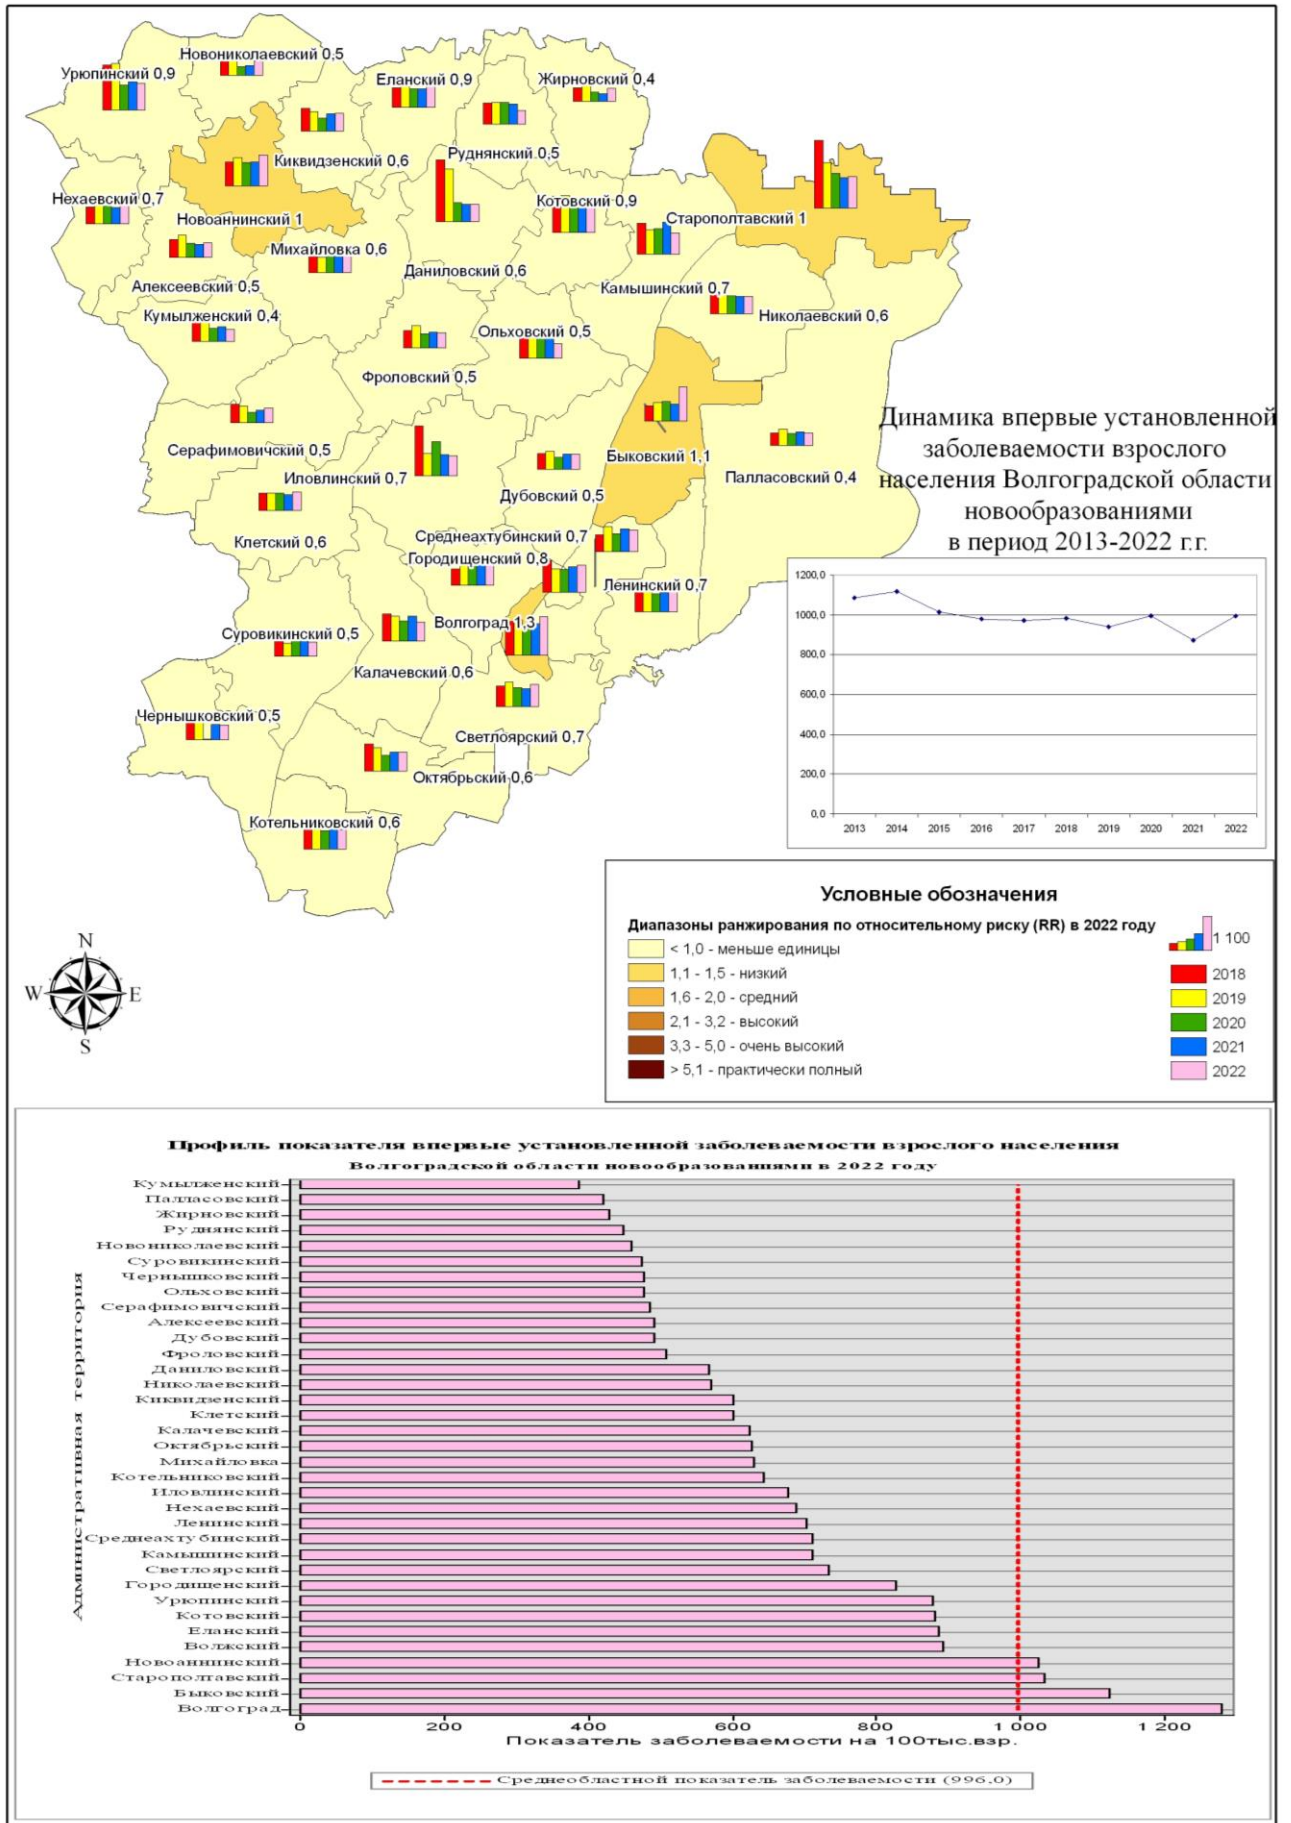 Новониколаевский 0,5
Урюпинский 0,9
Еланский 0,9
Жирновский 0,4
Киквидзенский 0,6
Руднянский 0,5
Нехаевский 0,7
Новоаннинский 1
Котовский 0,9
Старополтавский 1
Михайловка 0,6
Даниловский 0,6
Алексеевский 0,5
Камышинский 0,7
Кумылженский 0,4
Николаевский 0,6
Ольховский 0,5
Фроловский 0,5
Серафимовичский 0,5
Иловлинский 0,7
Быковский 1,1
Палласовский 0,4
Дубовский 0,5
Клетский 0,6
Среднеахтубинский 0,7
Городищенский 0,8
Ленинский 0,7
Волгоград 1,3
Суровикинский 0,5
Калачевский 0,6
Чернышковский 0,5
Светлоярский 0,7
Октябрьский 0,6
Котельниковский 0,6
Динамика впервые установленной
заболеваемости взрослого
населения Волгоградской области
новообразованиями
в период 2013-2022 г.г.
1200,0
1000,0
800,0
600,0
400,0
200,0
0,0
2013 2014 2015 2016 2017 2018 2019 2020 2021 2022
Условные обозначения
Диапазоны ранжирования по относительному риску (RR) в 2022 году
< 1,0 - меньше единицы
1,1 - 1,5 - низкий
1,6 - 2,0 - средний
2,1 - 3,2 - высокий
3,3 - 5,0 - очень высокий
> 5,1 - практически полный
1 100
2018
2019
2020
2021
2022
N
W E
S
Профиль показателя впервые установленной заболеваемости взрослого населения
Волгоградской области новообразованиями в 2022 году
Административная территория
Кумылженский
Палласовский
Жирновский
Руднянский
Новониколаевский
Суровикинский
Чернышковский
Ольховский
Серафимовичский
Алексеевский
Дубовский
Фроловский
Даниловский
Николаевский
Киквидзенский
Клетский
Калачевский
Октябрьский
Михайловка
Котельниковский
Иловлинский
Нехаевский
Ленинский
Среднеахтубинский
Камышинский
Светлоярский
Городищенский
Урюпинский
Котовский
Еланский
Волжский
Новоаннинский
Старополтавский
Быковский
Волгоград
0 200 400 600 800 1 000 1 200
Показатель заболеваемости на 100тыс.взр.
Среднеобластной показатель заболеваемости (996,0)